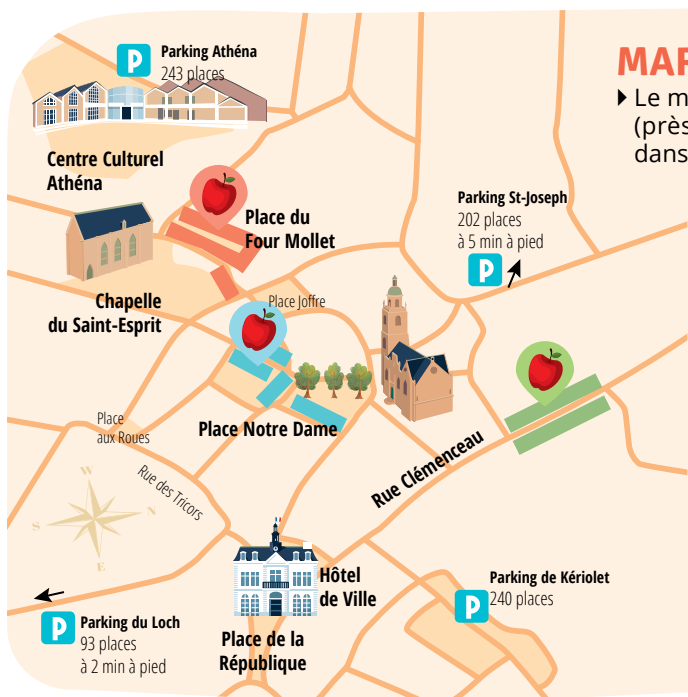 P
Parking Athéna
243 places
Centre Culturel
Athéna
MAR
Le m
(près
dans
Parking St-Joseph
202 places
à 5 min à pied
P
Place du
Four Mollet
Chapelle
du Saint-Esprit
Place Joffre
Place
aux Roues
Place Notre Dame
Rue Clémenceau
Rue des Tricors
W
N
S
E
Hôtel
de Ville
Place de la
République
P
Parking de Kériolet
240 places
P
Parking du Loch
93 places
à 2 min à pied